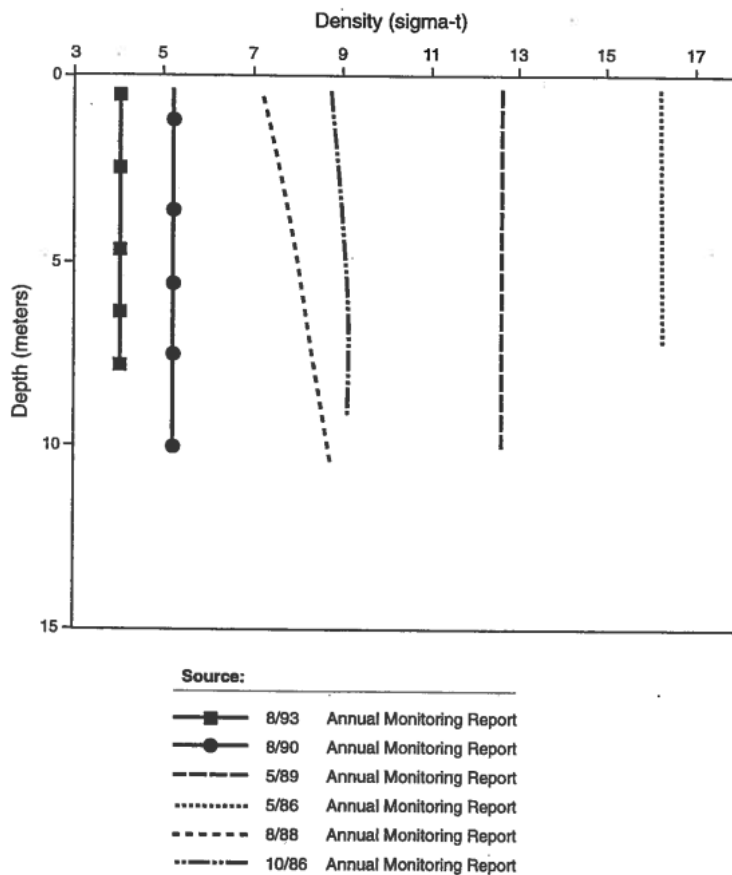 Density (sigma-t)
3 5 7 9 11 13 15 17
0
5
10
15
Depth (meters)
Source:
8/93 Annual Monitoring Report
8/90 Annual Monitoring Report
5/89 Annual Monitoring Report
5/86 Annual Monitoring Report
8/88 Annual Monitoring Report
10/86 Annual Monitoring Report